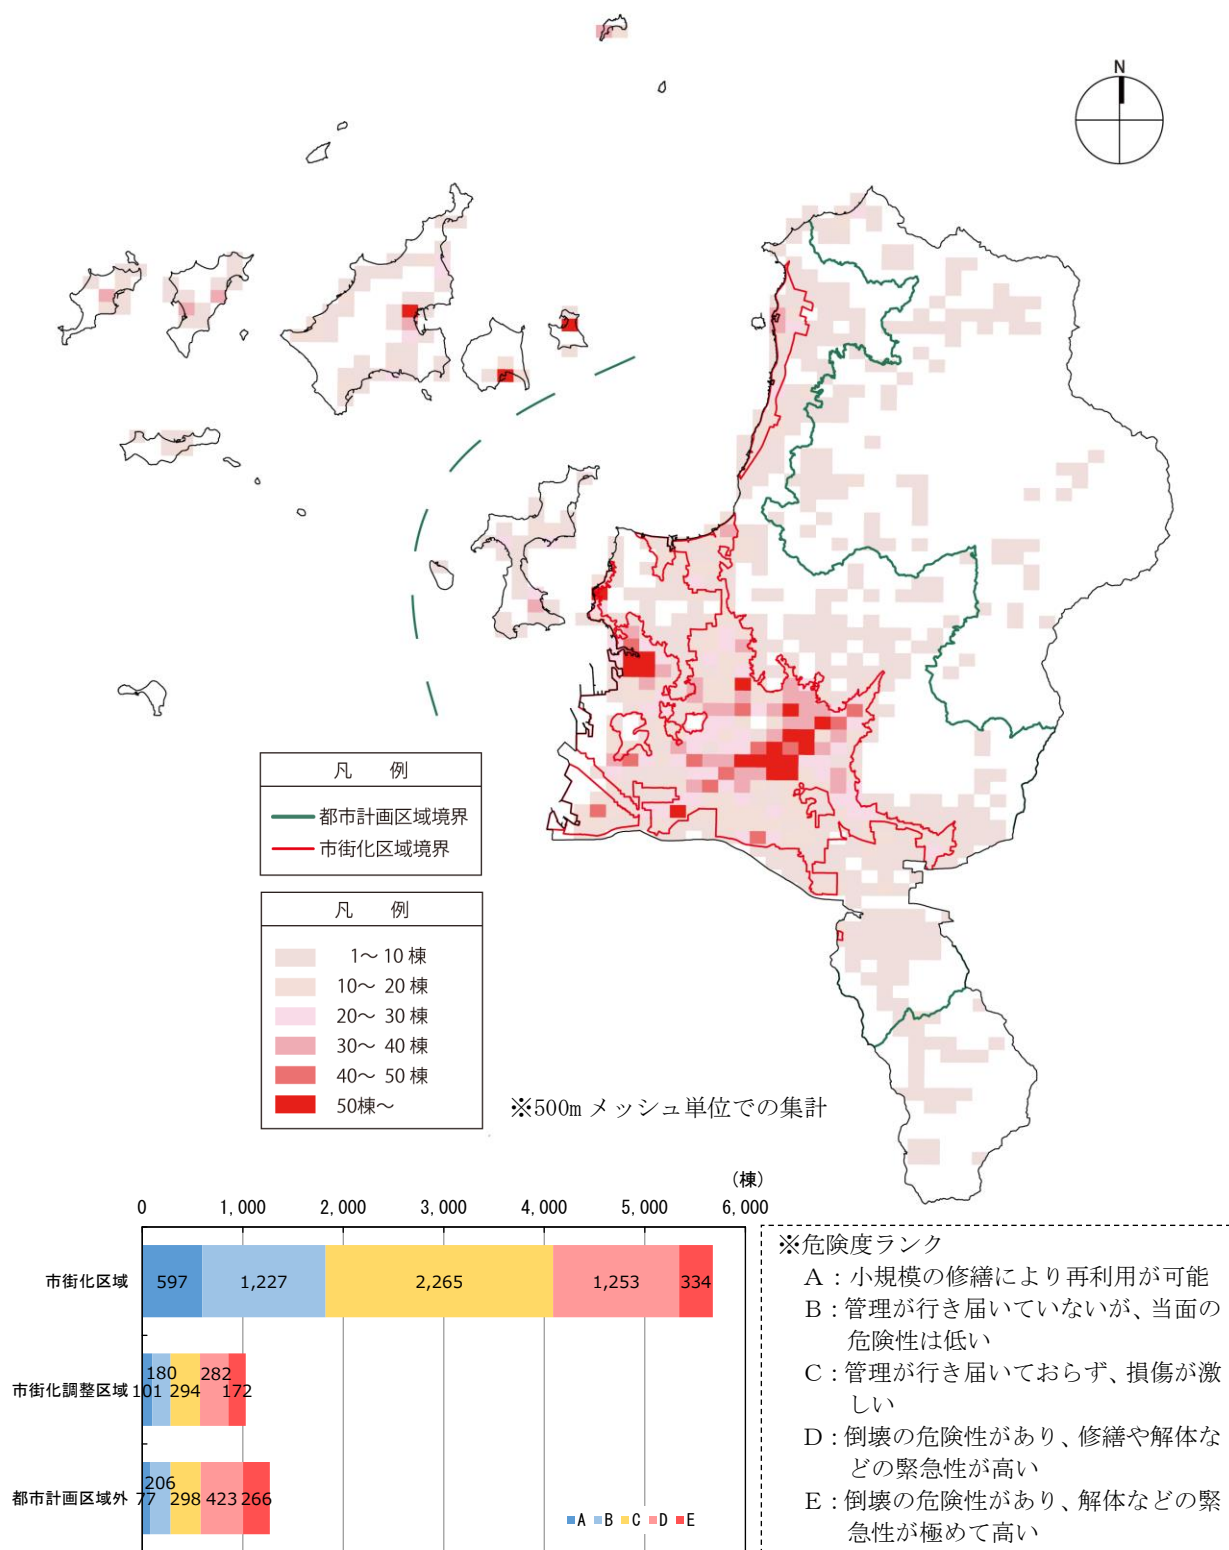 N
凡　例
都市計画区域境界
市街化区域境界
凡　例
1～ 10 棟
10～ 20 棟
20～ 30 棟
30～ 40 棟
40～ 50 棟
50棟～
※500m メッシュ単位での集計
(棟)
0 1,000 2,000 3,000 4,000 5,000 6,000
市街化区域 597 1,227 2,265 1,253 334
市街化調整区域 101 180 294 282 172
都市計画区域外 77 206 298 423 266
A B C D E
※危険度ランク
A：小規模の修繕により再利用が可能
B：管理が行き届いていないが、当面の
危険性は低い
C：管理が行き届いておらず、損傷が激
しい
D：倒壊の危険性があり、修繕や解体な
どの緊急性が高い
E：倒壊の危険性があり、解体などの緊
急性が極めて高い